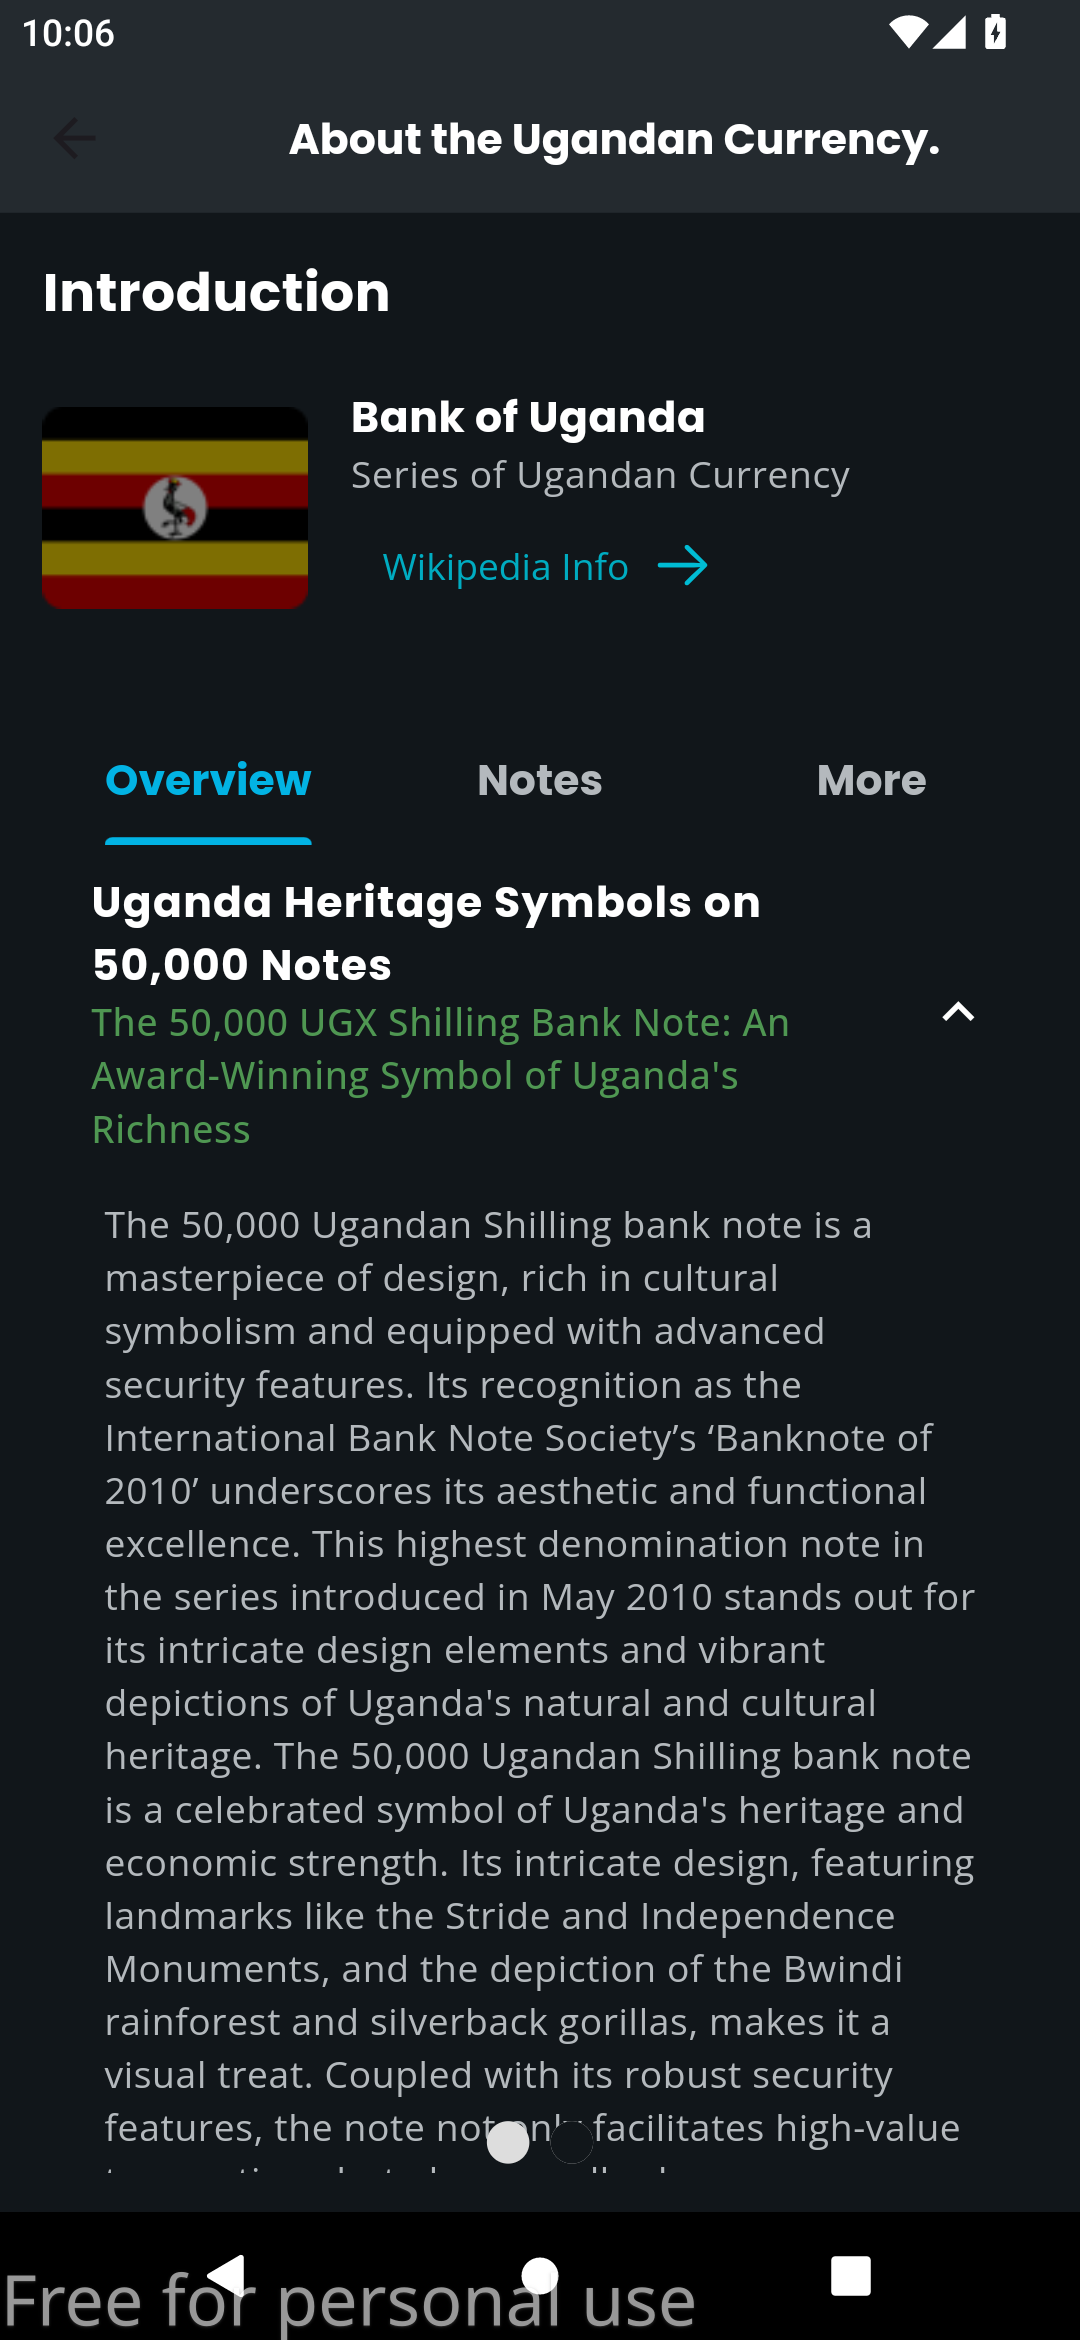 10:06
About the Ugandan Currency.
Introduction
Bank of Uganda
Series of Ugandan Currency
Wikipedia Info
Overview
Notes
More
Uganda Heritage Symbols on
50,000 Notes
The 50,000 UGX Shilling Bank Note: An
Award-Winning Symbol of Uganda's
Richness
The 50,000 Ugandan Shilling bank note is a
masterpiece of design, rich in cultural
symbolism and equipped with advanced
security features. Its recognition as the
International Bank Note Society’s ‘Banknote of
2010’ underscores its aesthetic and functional
excellence. This highest denomination note in
the series introduced in May 2010 stands out for
its intricate design elements and vibrant
depictions of Uganda's natural and cultural
heritage. The 50,000 Ugandan Shilling bank note
is a celebrated symbol of Uganda's heritage and
economic strength. Its intricate design, featuring
landmarks like the Stride and Independence
Monuments, and the depiction of the Bwindi
rainforest and silverback gorillas, makes it a
visual treat. Coupled with its robust security
features, the note not only facilitates high-value
Free for personal use